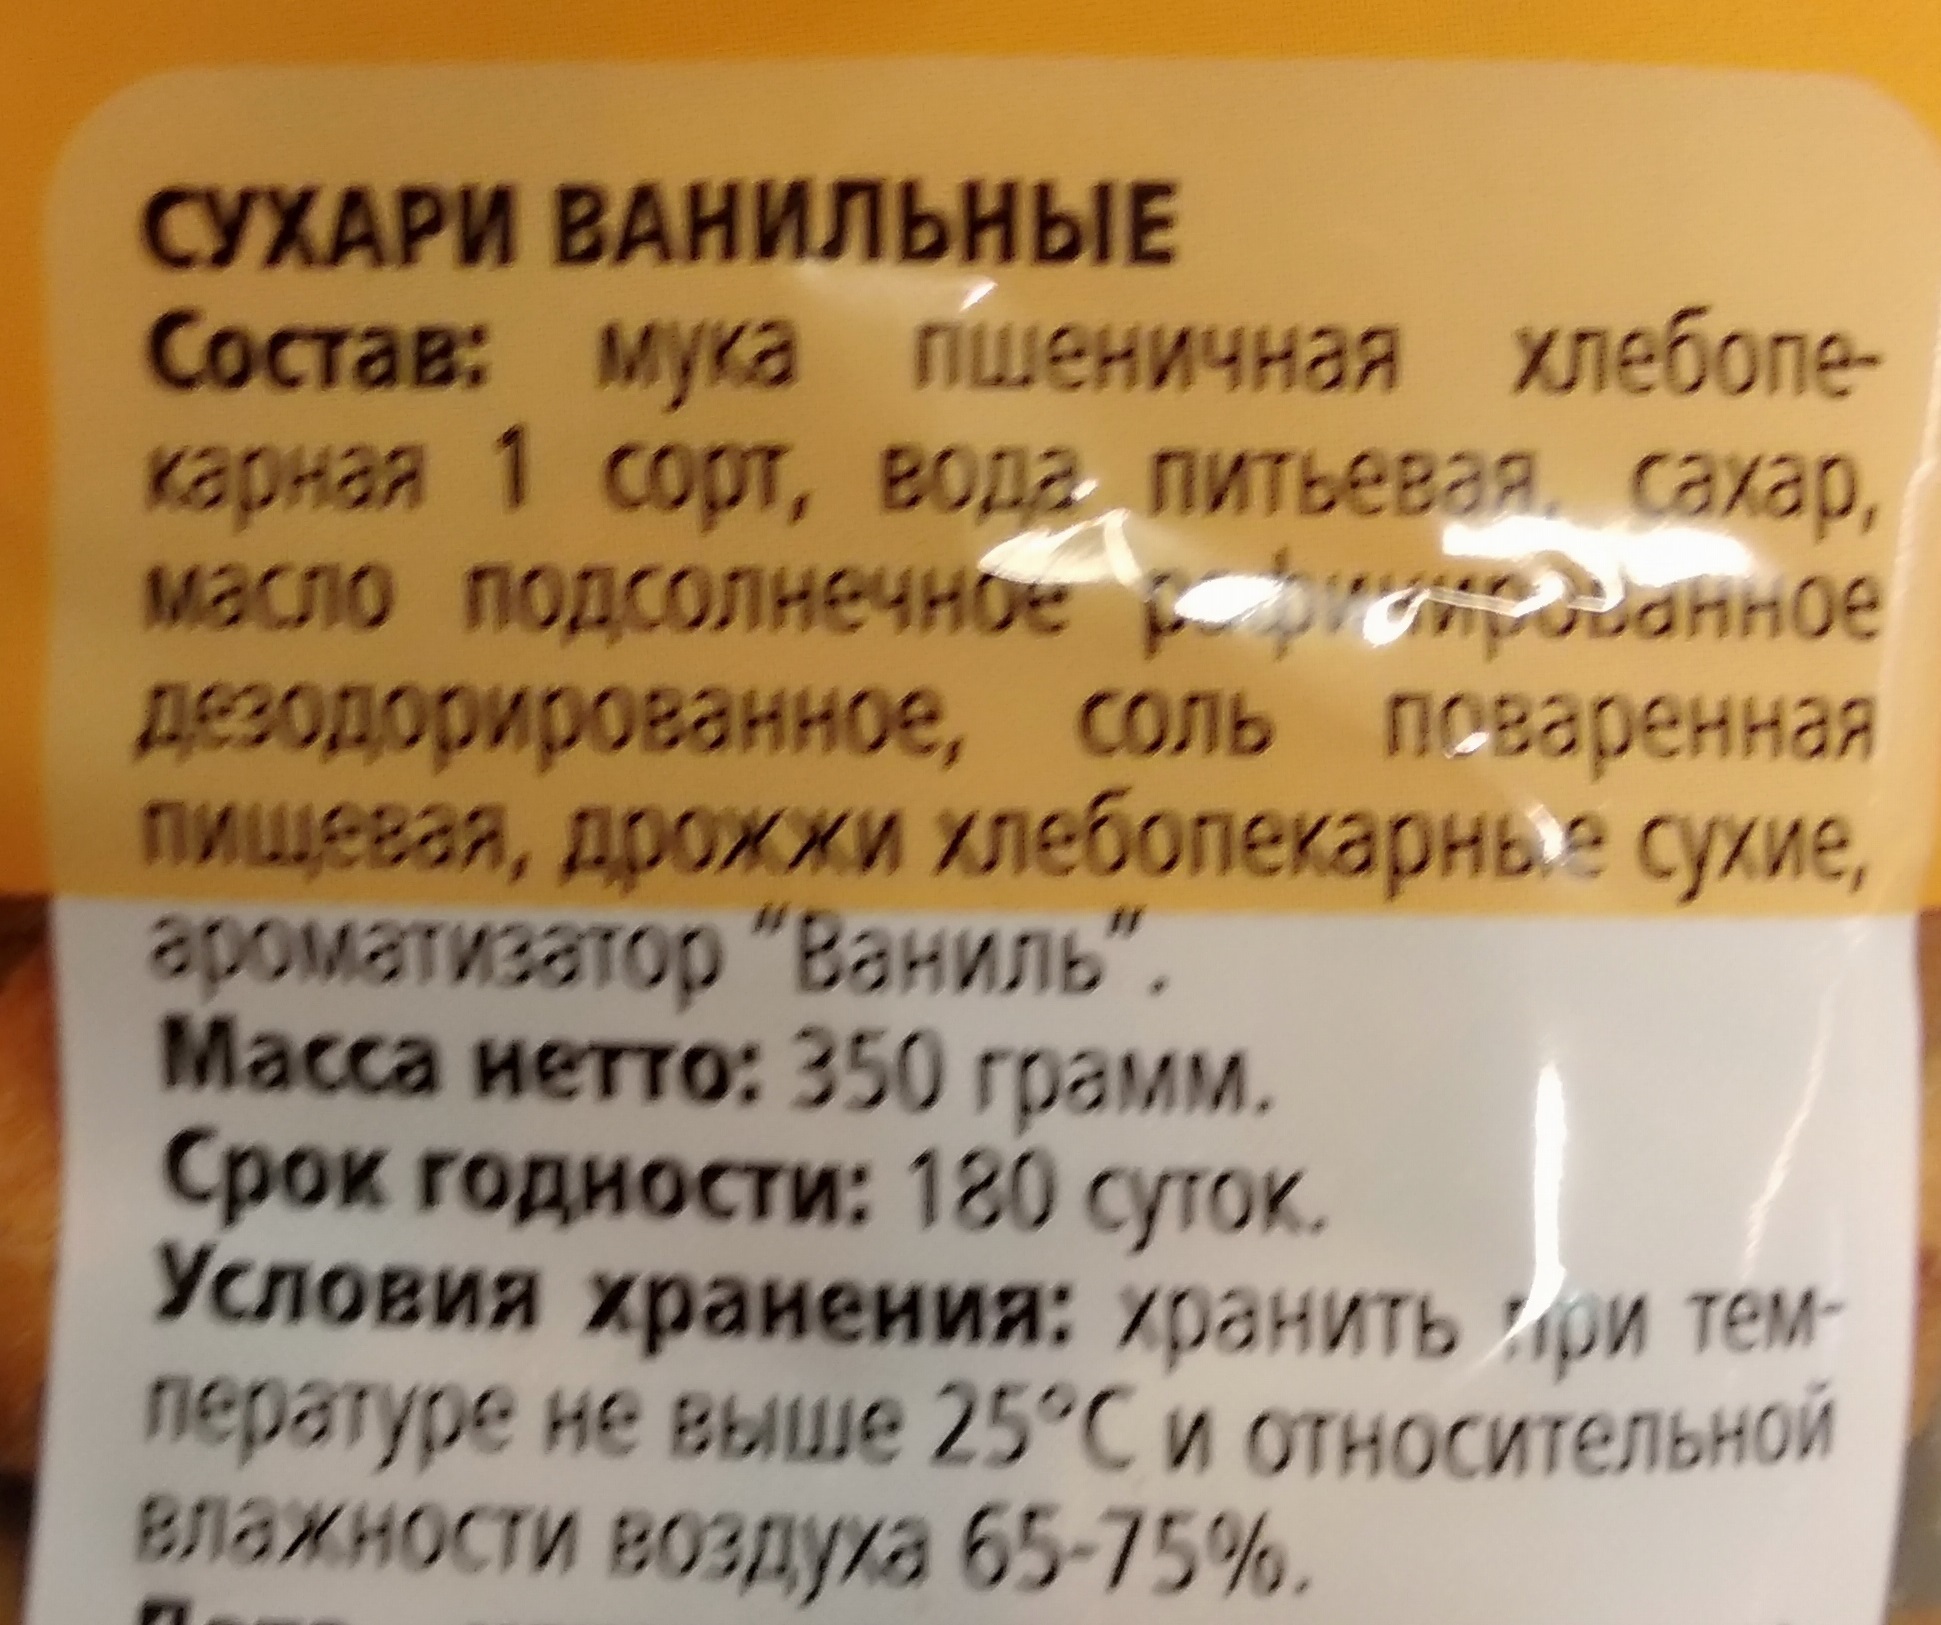 СУХАРИ ВАНИЛЬНЫЕ
Состав: мука пшеничная хлебопе-
карная 1 сорт, вода питьевая, сахар,
масло подсолнечное рафинированное
дезодорированное, соль поваренная
пищевая, дрожжи хлебопекарные сухие,
ароматизатор "Ваниль".
Масса нетто: 350 грамм.
Срок годности: 180 суток.
Условия хранения: хранить при тем-
пературе не выше 25°С и относительной
влажности воздуха 65-75%.